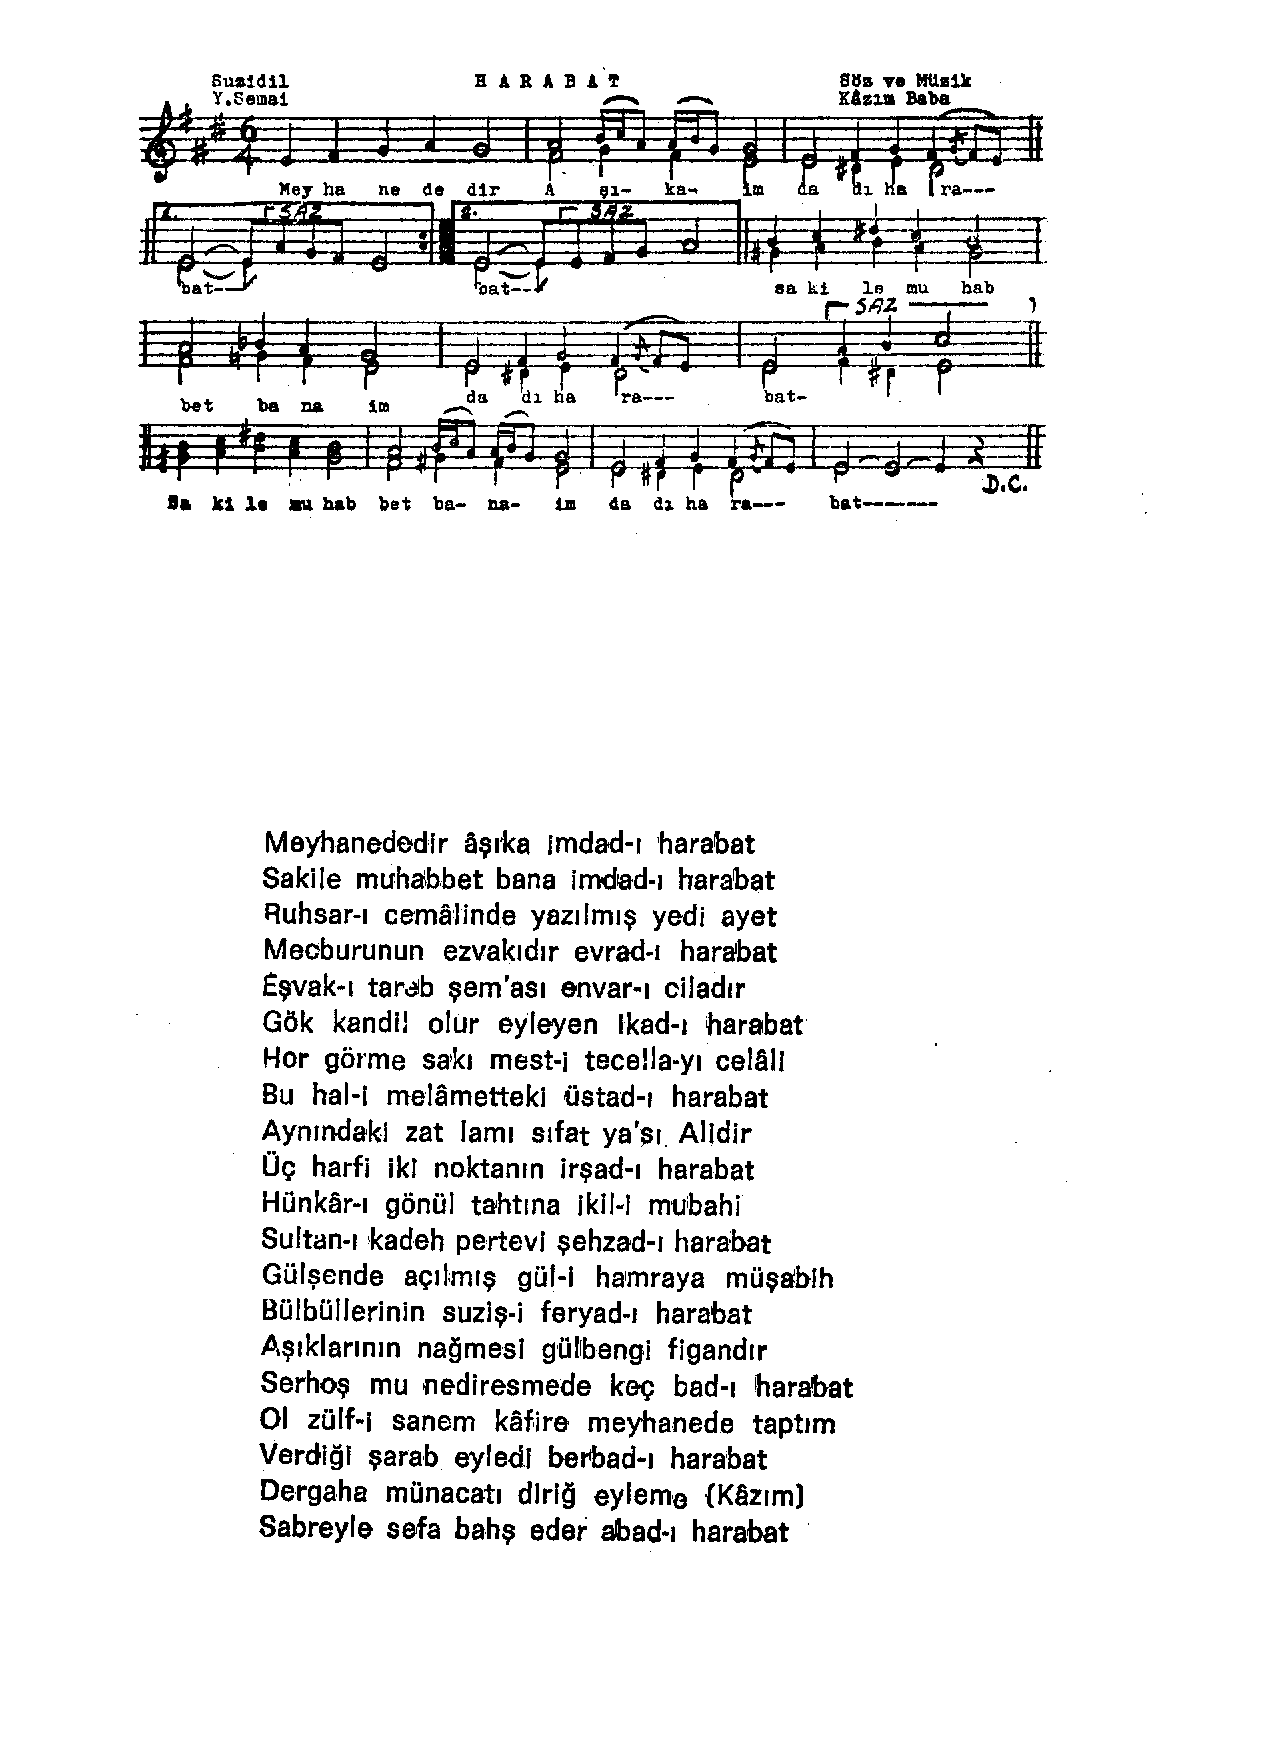 Suzidil
Y.Semai
HARABAT
Söz ve Müzik
Kâzım Baba
6
4
Mey ha ne de dir A şı- ka- im da dı ha ra---
1. SAZ 2. SAZ
bat-- bat-- sa ki le mu hab
SAZ
bet ba na im da dı ha ra--- bat-
D.C.
Sa ki le mu hab bet ba- na- im da dı ha ra--- bat-------
Meyhanededir âşıka imdad-ı harabat
Sakile muhabbet bana imdad-ı harabat
Ruhsar-ı cemâlinde yazılmış yedi ayet
Mecburunun ezvakıdır evrad-ı harabat
Eşvak-ı tarab şem'ası envar-ı ciladır
Gök kandil olur eyleyen ikad-ı harabat
Hor görme sakı mest-i tecella-yı celâli
Bu hal-i melâmetteki üstad-ı harabat
Aynındaki zat lamı sıfat ya'sı Alidir
Üç harfi iki noktanın irşad-ı harabat
Hünkâr-ı gönül tahtına ikil-i mubahi
Sultan-ı kadeh pertevi şehzad-ı harabat
Gülşende açılmış gül-i hamraya müşabih
Bülbüllerinin suziş-i feryad-ı harabat
Aşıklarının nağmesi gülbengi figandır
Serhoş mu nediresmede keç bad-ı harabat
Ol zülf-i sanem kâfire meyhanede taptım
Verdiği şarab eyledi berbad-ı harabat
Dergaha münacatı diriğ eyleme (Kâzım)
Sabreyle sefa bahş eder abad-ı harabat